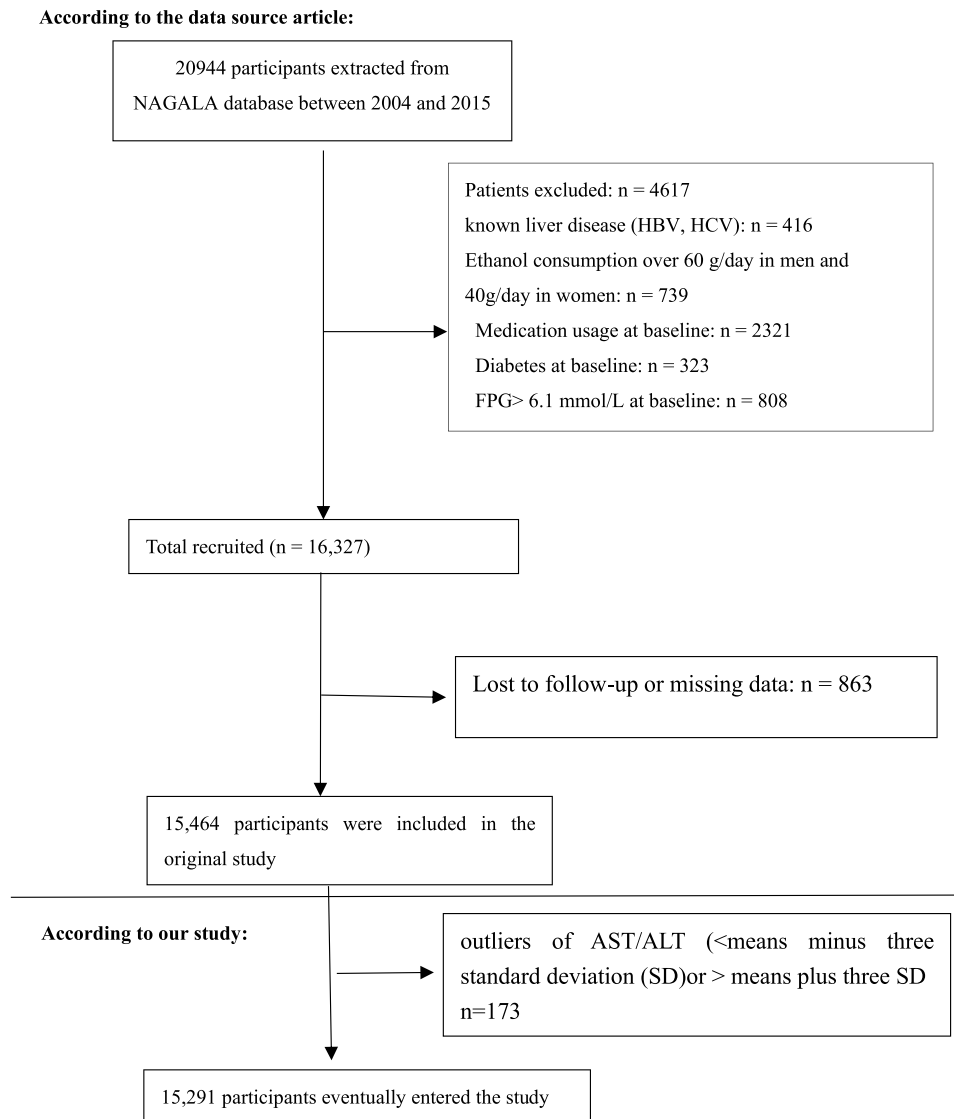 According to the data source article:
20944 participants extracted from
NAGALA database between 2004 and 2015
Patients excluded: n = 4617
known liver disease (HBV, HCV): n = 416
Ethanol consumption over 60 g/day in men and
40g/day in women: n = 739
Medication usage at baseline: n = 2321
Diabetes at baseline: n = 323
FPG> 6.1 mmol/L at baseline: n = 808
Total recruited (n = 16,327)
Lost to follow-up or missing data: n = 863
15,464 participants were included in the
original study
According to our study:
outliers of AST/ALT (<means minus three
standard deviation (SD)or > means plus three SD
n=173
15,291 participants eventually entered the study